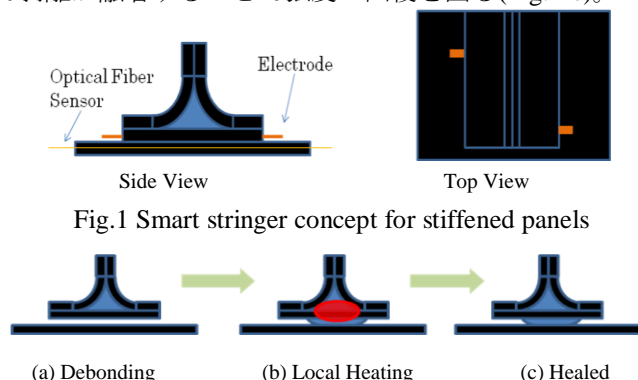 Optical Fiber
Sensor
Electrode
Side View
Top View
Fig.1 Smart stringer concept for stiffened panels
(a) Debonding
(b) Local Heating
(c) Healed